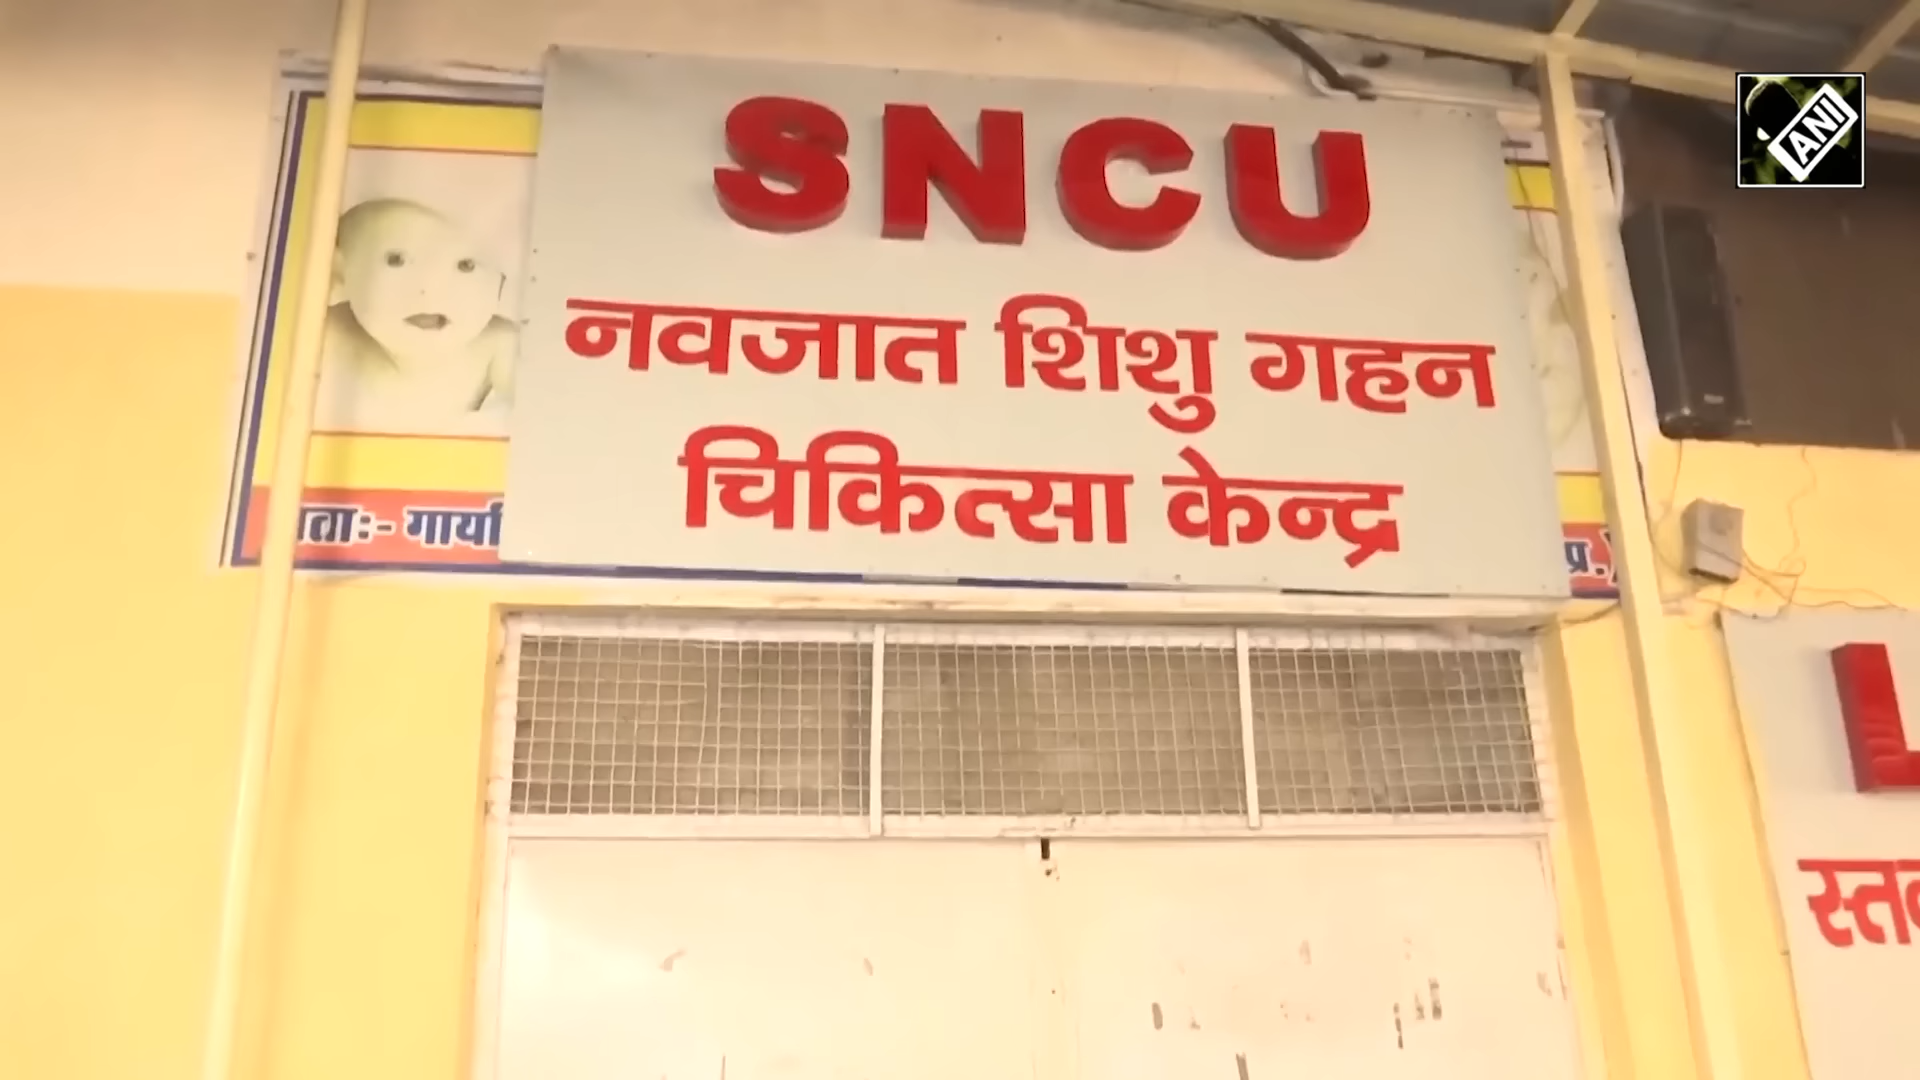 SNCU
नवजात शिशु गहन
चिकित्सा केन्द्र
ANI